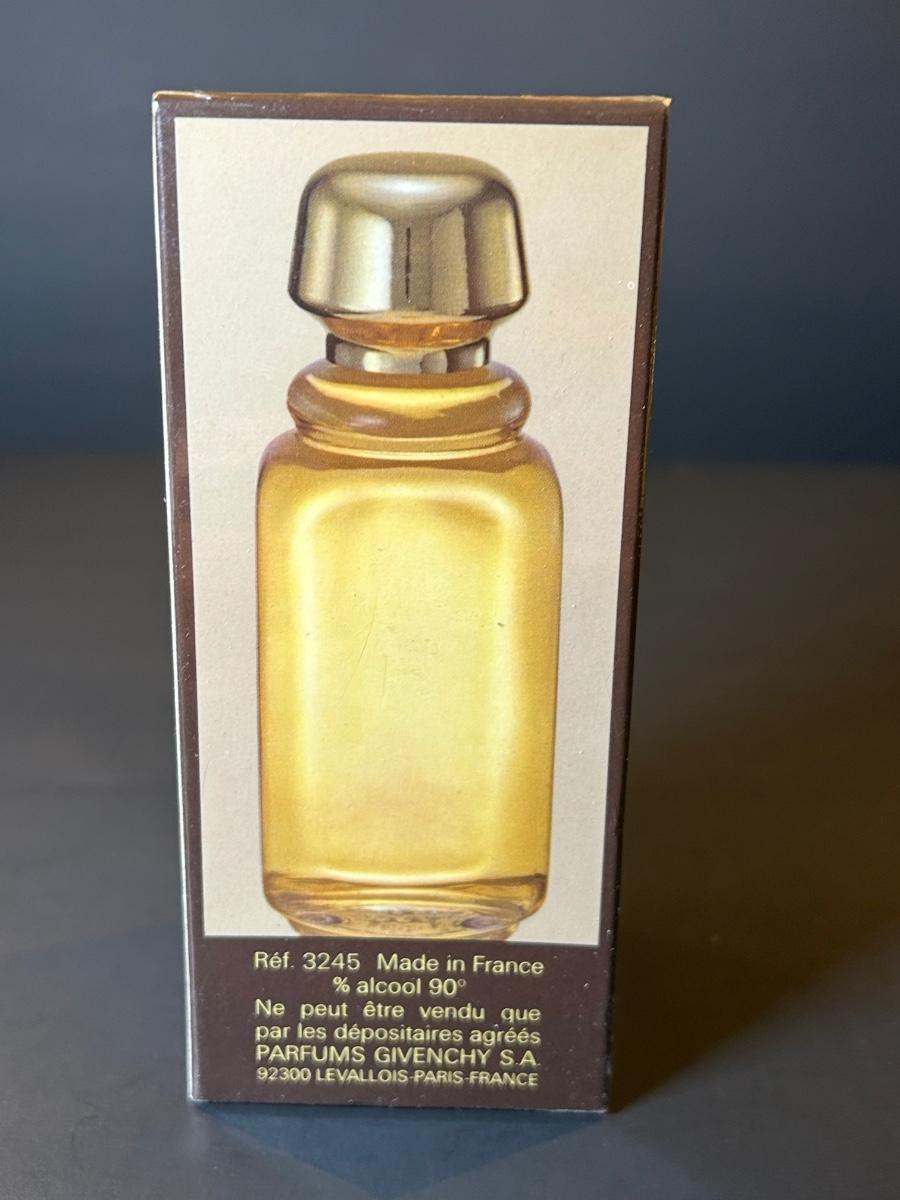 Réf. 3245 Made in France
% alcool 90°
Ne peut être vendu que
par les dépositaires agréés
PARFUMS GIVENCHY S.A.
92300 LEVALLOIS-PARIS-FRANCE